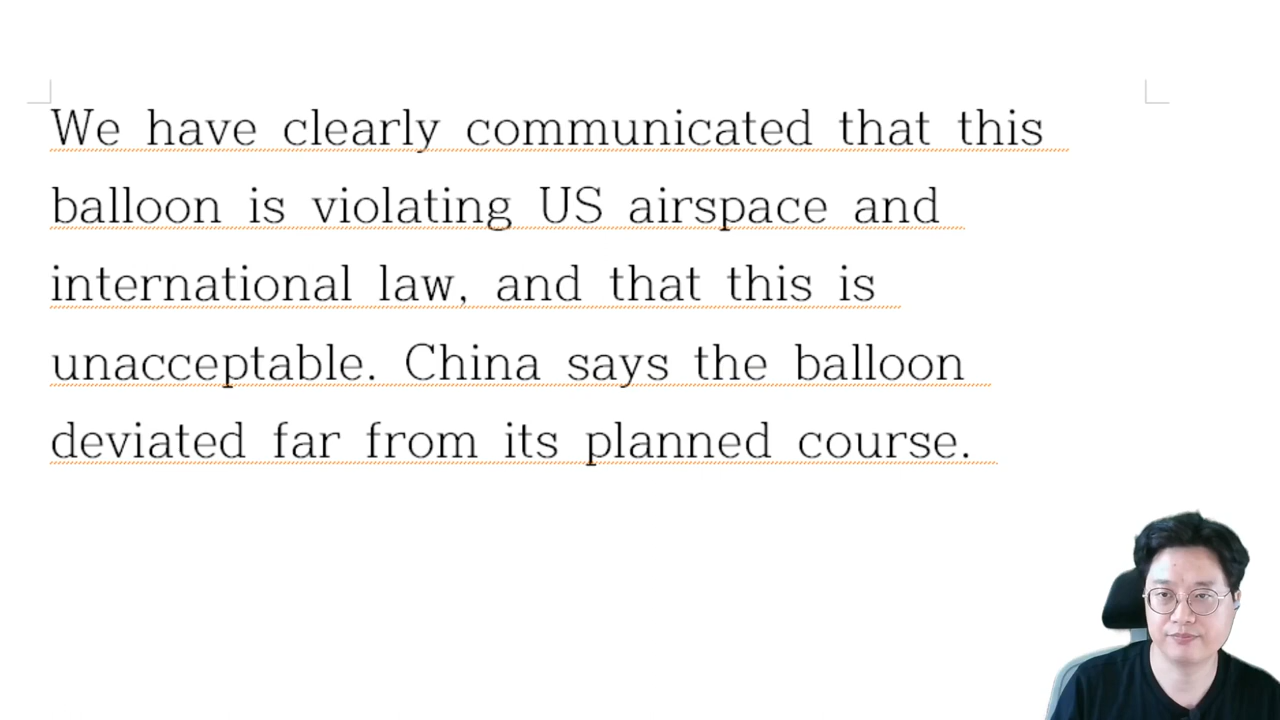 We have clearly communicated that this
balloon is violating US airspace and
international law, and that this is
unacceptable. China says the balloon
deviated far from its planned course.